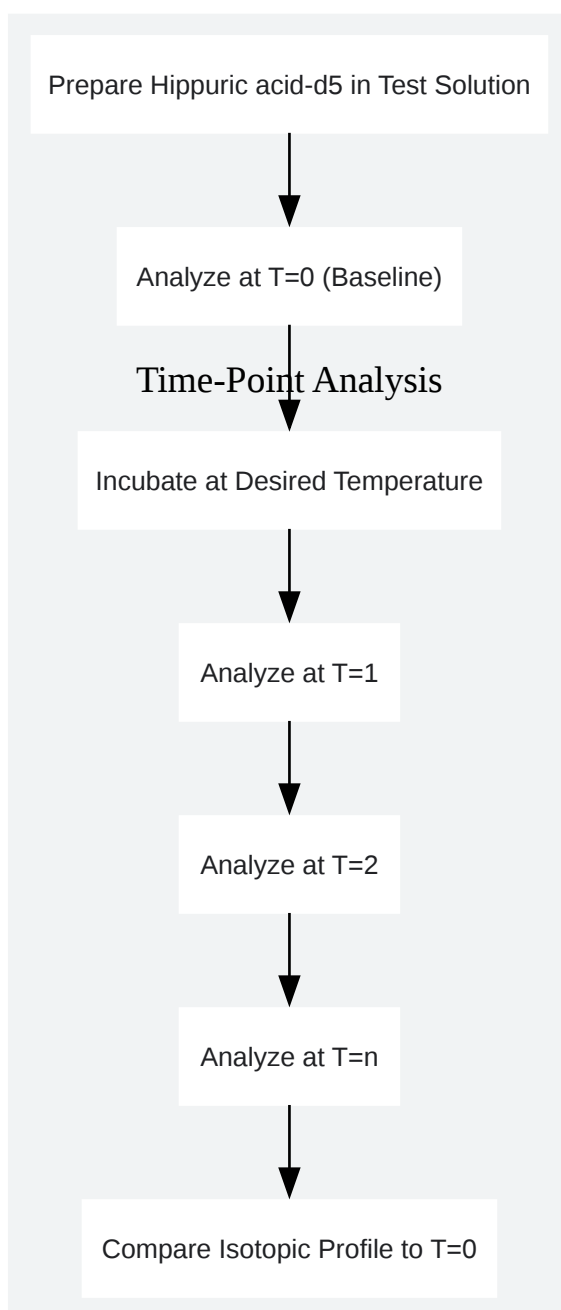 Prepare Hippuric acid-d5 in Test Solution
Analyze at T=0 (Baseline)
Time-Point Analysis
Incubate at Desired Temperature
Analyze at T=1
Analyze at T=2
Analyze at T=n
Compare Isotopic Profile to T=0